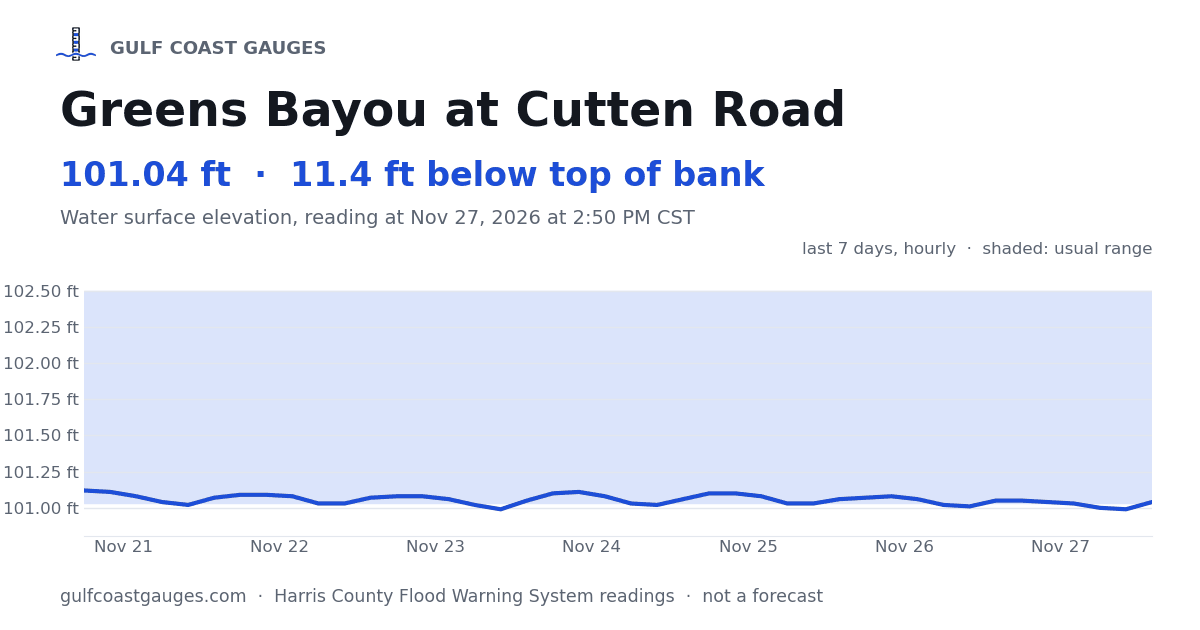 GULF COAST GAUGES
Greens Bayou at Cutten Road
101.04 ft · 11.4 ft below top of bank
Water surface elevation, reading at Nov 27, 2026 at 2:50 PM CST
last 7 days, hourly · shaded: usual range
102.50 ft
102.25 ft
102.00 ft
101.75 ft
101.50 ft
101.25 ft
101.00 ft
Nov 21 Nov 22 Nov 23 Nov 24 Nov 25 Nov 26 Nov 27
gulfcoastgauges.com · Harris County Flood Warning System readings · not a forecast